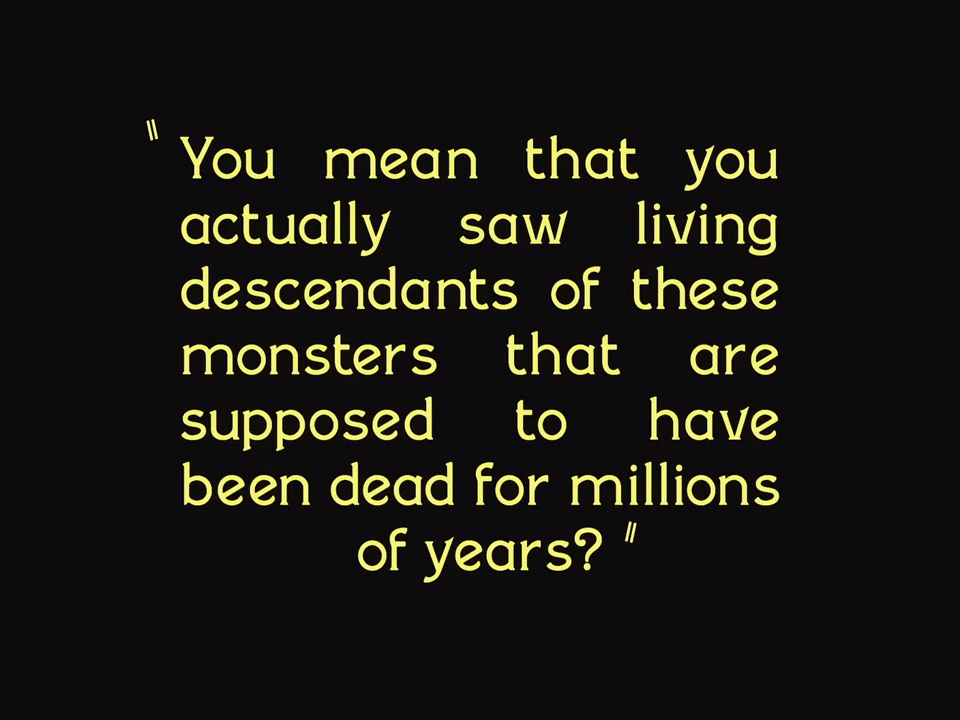 "You mean that you
actually saw living
descendants of these
monsters that are
supposed to have
been dead for millions
of years?"